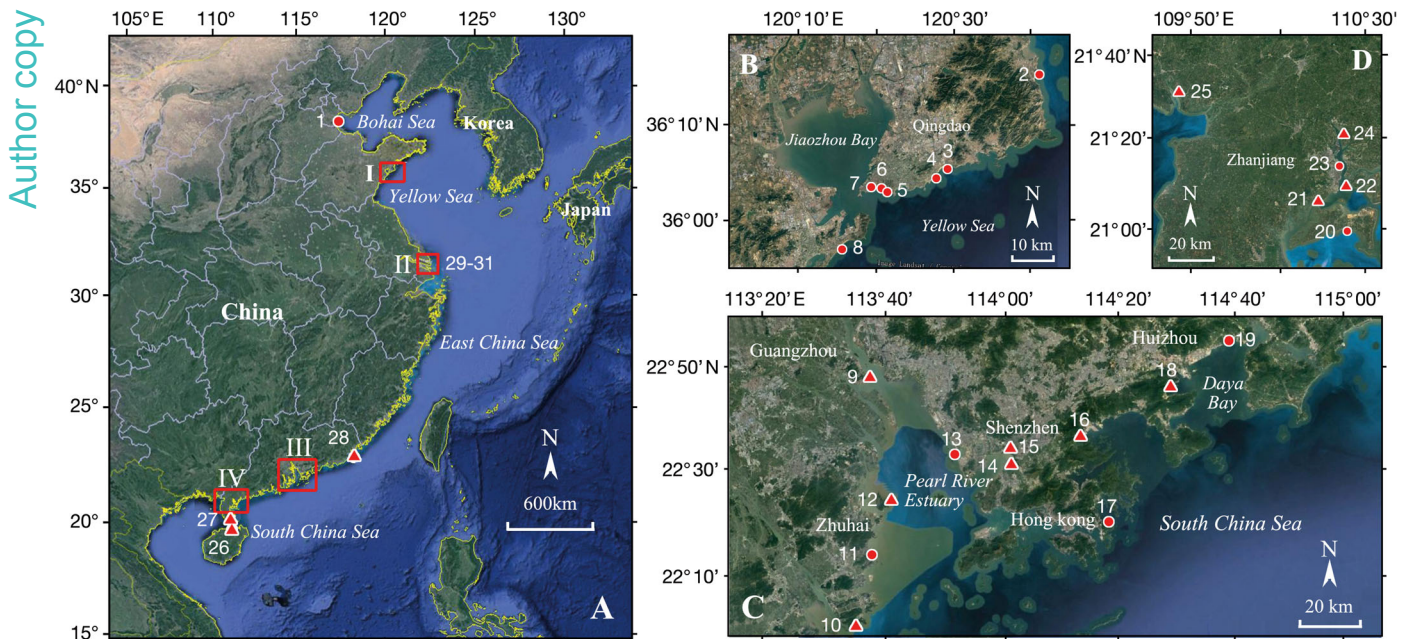 Author copy
105° E
110°
115°
120°
125°
130°
40° N
35°
30°
25°
20°
15°
1
Bohai Sea
Korea
I
Yellow Sea
Japan
II
29-31
China
East China Sea
28
III
IV
27
26
South China Sea
N
600km
A
120°10’ E
120°30’
36°10’ N
36°00’
B
2
Jiaozhou Bay
Qingdao
3
4
6
7
5
8
Yellow Sea
N
10 km
109°50’ E
110°30’
21°40’ N
21°20’
21°00’
D
25
24
Zhanjiang
23
22
21
20
N
20 km
113°20’ E
113°40’
114°00’
114°20’
114°40’
115°00’
22°50’ N
22°30’
22°10’
Guangzhou
9
Huizhou
19
18
Daya
Bay
16
Shenzhen
13
15
14
Pearl River
Estuary
12
Zhuhai
Hong kong
17
South China Sea
11
10
C
N
20 km